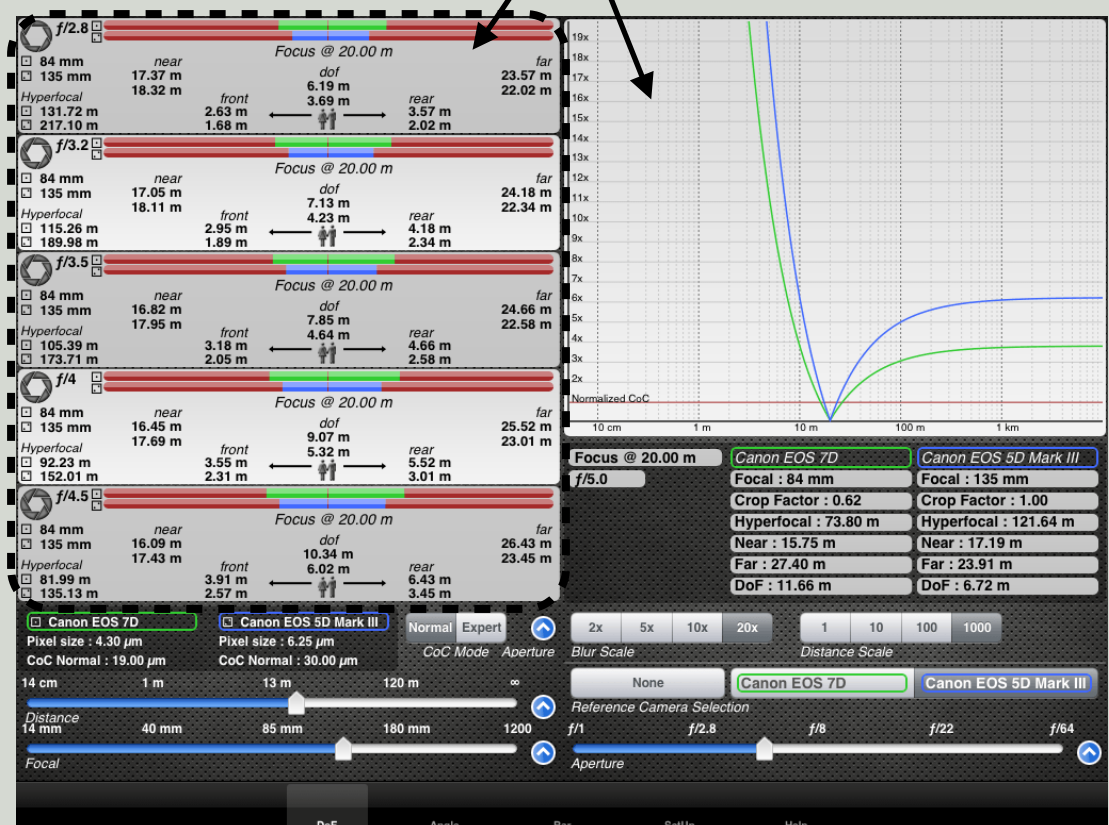 f/2.8
Focus @ 20.00 m
84 mm near dof far
135 mm 17.37 m 6.19 m 23.57 m
18.32 m 3.69 m 22.02 m
Hyperfocal front rear
131.72 m 2.63 m 3.57 m
217.10 m 1.68 m 2.02 m
f/3.2
Focus @ 20.00 m
84 mm near dof far
135 mm 17.05 m 7.13 m 24.18 m
18.11 m 4.23 m 22.34 m
Hyperfocal front rear
115.26 m 2.95 m 4.18 m
189.98 m 1.89 m 2.34 m
f/3.5
Focus @ 20.00 m
84 mm near dof far
135 mm 16.82 m 7.85 m 24.66 m
17.95 m 4.64 m 22.58 m
Hyperfocal front rear
105.39 m 3.18 m 4.66 m
173.71 m 2.05 m 2.58 m
f/4
Focus @ 20.00 m
84 mm near dof far
135 mm 16.45 m 9.07 m 25.52 m
17.69 m 5.32 m 23.01 m
Hyperfocal front rear
92.23 m 3.55 m 5.52 m
152.01 m 2.31 m 3.01 m
f/4.5
Focus @ 20.00 m
84 mm near dof far
135 mm 16.09 m 10.34 m 26.43 m
17.43 m 6.02 m 23.45 m
Hyperfocal front rear
81.99 m 3.91 m 6.43 m
135.13 m 2.57 m 3.45 m
19x
18x
17x
16x
15x
14x
13x
12x
11x
10x
9x
8x
7x
6x
5x
4x
3x
2x
Normalized CoC
10 cm 1 m 10 m 100 m 1 km
Focus @ 20.00 m Canon EOS 7D Canon EOS 5D Mark III
f/5.0 Focal : 84 mm Focal : 135 mm
Crop Factor : 0.62 Crop Factor : 1.00
Hyperfocal : 73.80 m Hyperfocal : 121.64 m
Near : 15.75 m Near : 17.19 m
Far : 27.40 m Far : 23.91 m
DoF : 11.66 m DoF : 6.72 m
Canon EOS 7D Canon EOS 5D Mark III Normal Expert
Pixel size : 4.30 µm Pixel size : 6.25 µm CoC Mode Aperture
CoC Normal : 19.00 µm CoC Normal : 30.00 µm
14 cm 1 m 13 m 120 m ∞
Distance
14 mm 40 mm 85 mm 180 mm 1200
Focal
2x 5x 10x 20x 1 10 100 1000
Blur Scale Distance Scale
None Canon EOS 7D Canon EOS 5D Mark III
Reference Camera Selection
f/1 f/2.8 f/8 f/22 f/64
Aperture